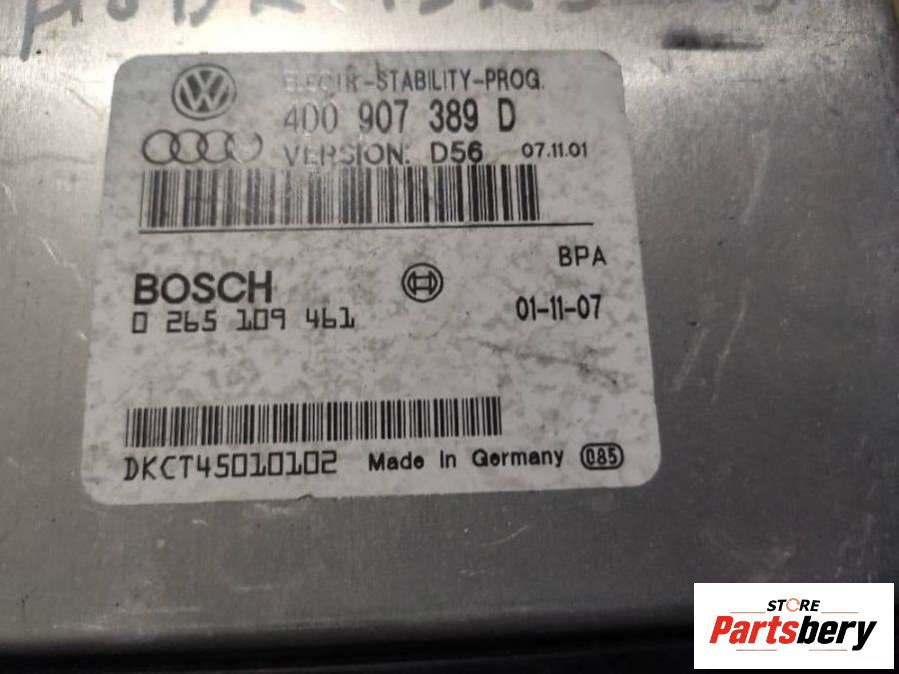 ELECTR-STABILITY-PROG.
4D0 907 389 D
VERSION: D56 07.11.01
BPA
BOSCH
01-11-07
0 265 109 461
DKCT45010102 Made in Germany 085
STORE
Partsbery